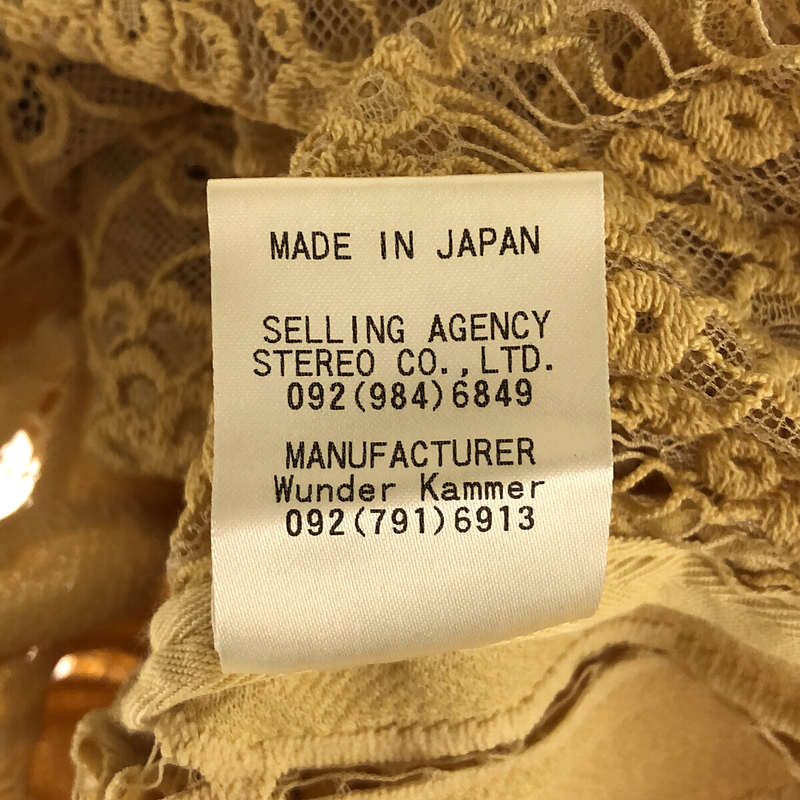 MADE IN JAPAN
SELLING AGENCY
STEREO CO.,LTD.
092(984)6849
MANUFACTURER
Wunder Kammer
092(791)6913